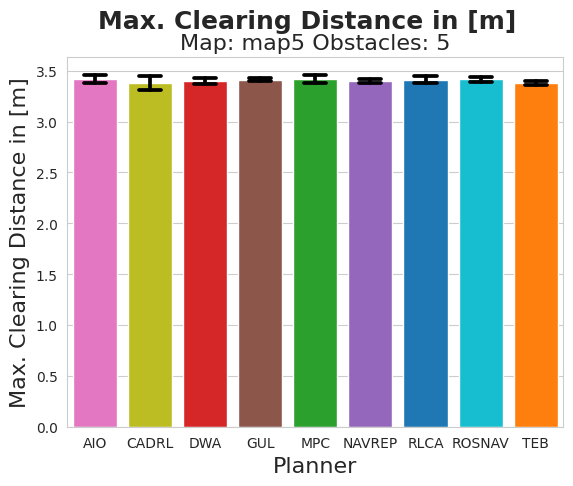 Max. Clearing Distance in [m]
Map: map5 Obstacles: 5
Max. Clearing Distance in [m]
3.5
3.0
2.5
2.0
1.5
1.0
0.5
0.0
AIO CADRL DWA GUL MPC NAVREP RLCA ROSNAV TEB
Planner